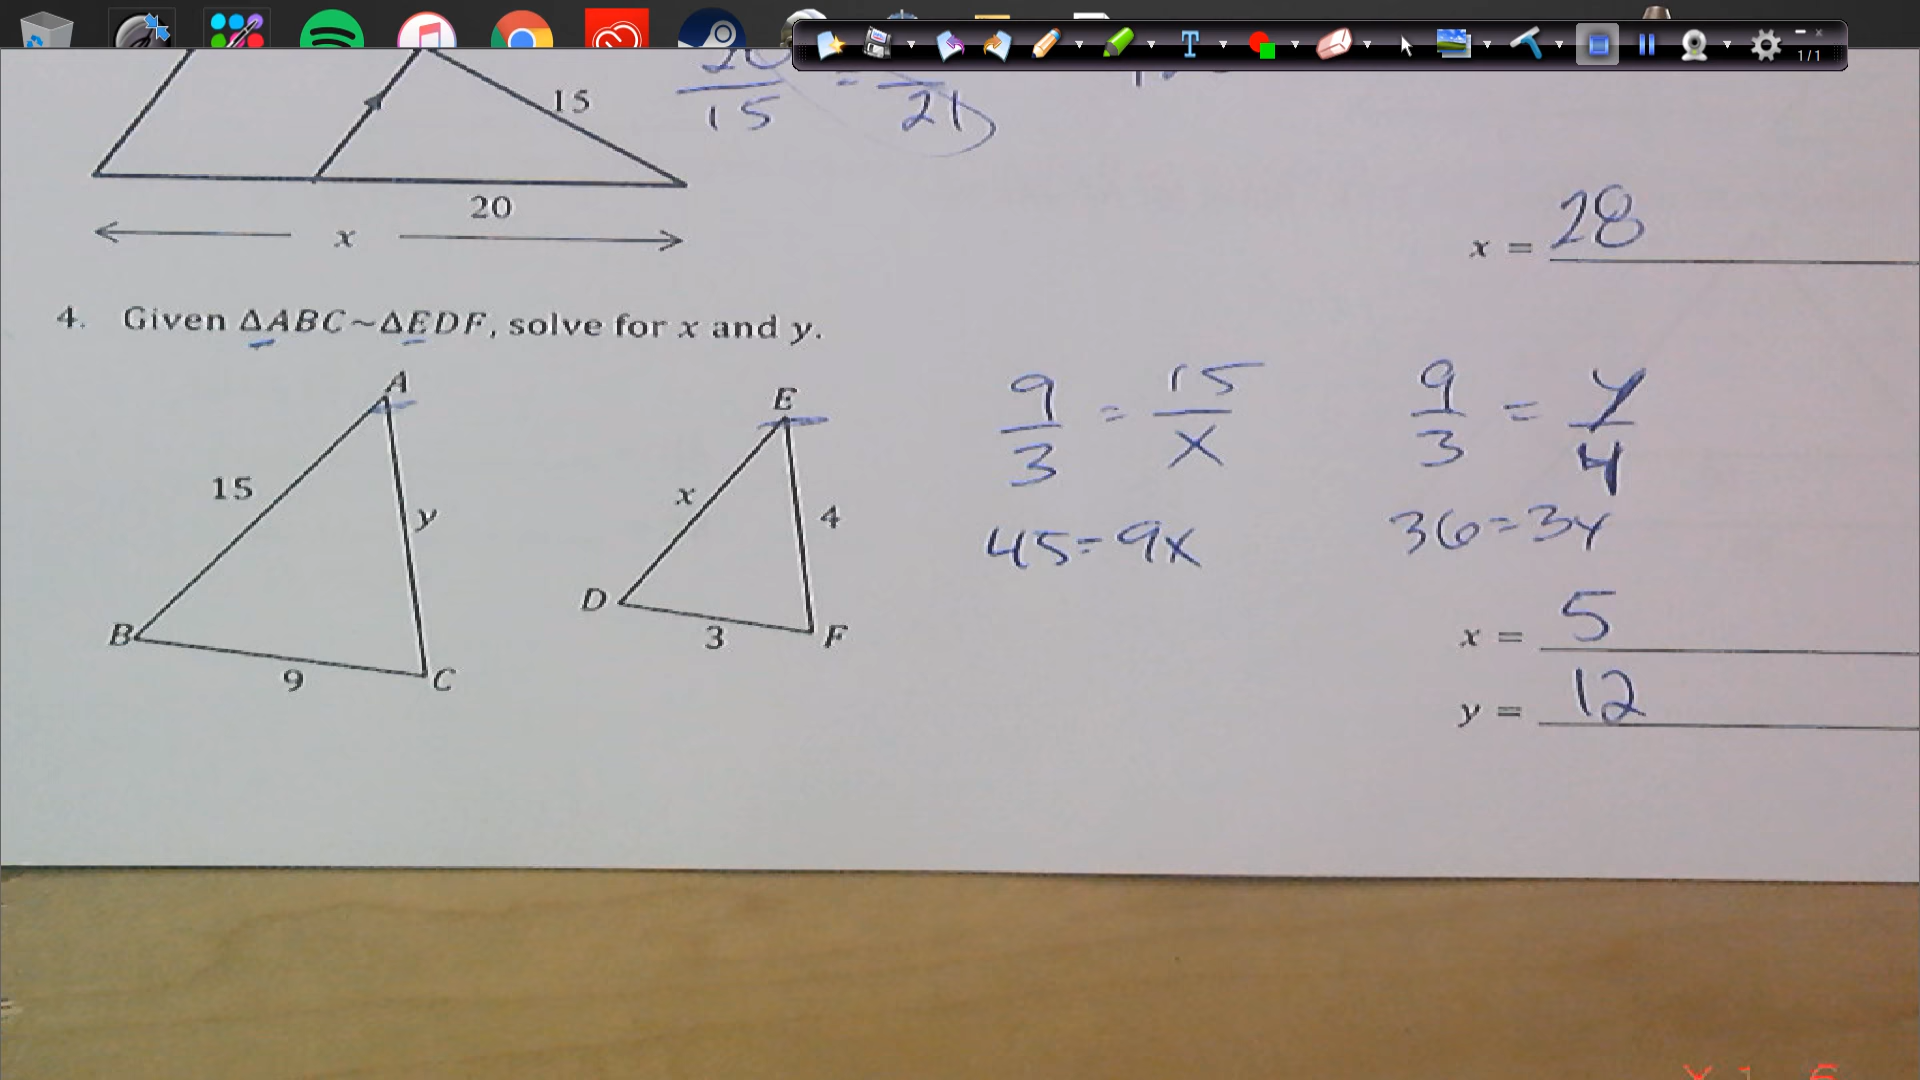 15
15
21
20
x
x = 28
4. Given ΔABC~ΔEDF, solve for x and y.
A
E
9/3 = 15/x
9/3 = y/4
15
x
y
4
45=9x
36=3y
D
B
3
F
x = 5
9
C
y = 12
T
1/1